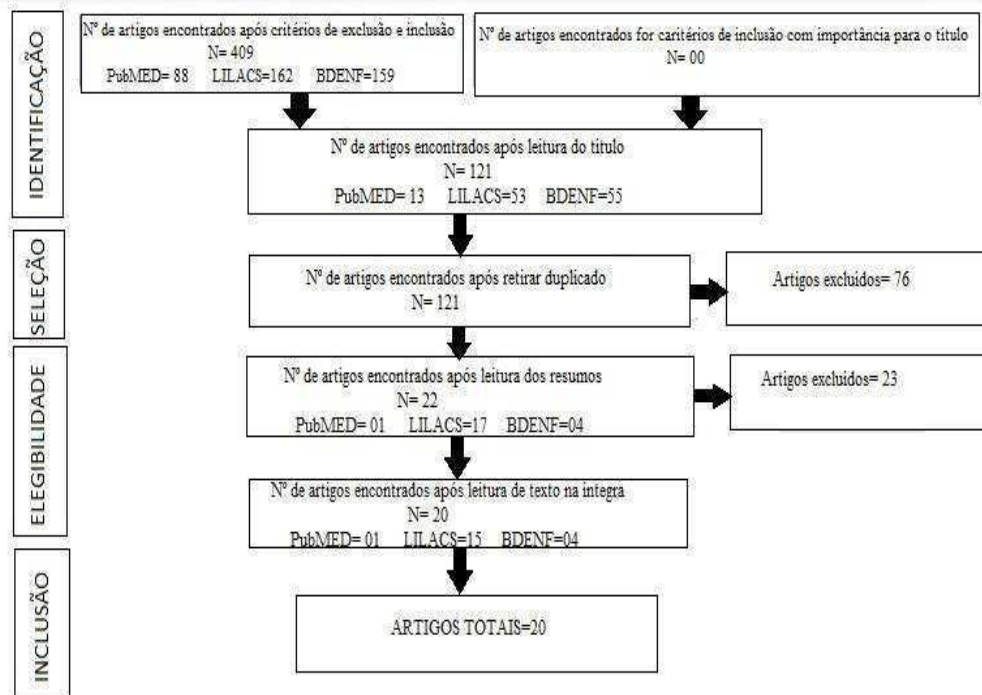 IDENTIFICAÇÃO
Nº de artigos encontrados após critérios de exclusão e inclusão
N= 409
PubMED= 88 LILACS=162 BDENF=159
Nº de artigos encontrados for caritérios de inclusão com importância para o título
N= 00
Nº de artigos encontrados após leitura do título
N= 121
PubMED= 13 LILACS=53 BDENF=55
SELEÇÃO
Nº de artigos encontrados após retirar duplicado
N= 121
Artigos excluidos= 76
ELEGIBILIDADE
Nº de artigos encontrados após leitura dos resumos
N= 22
PubMED= 01 LILACS=17 BDENF=04
Artigos excluidos= 23
Nº de artigos encontrados após leitura de texto na integra
N= 20
PubMED= 01 LILACS=15 BDENF=04
INCLUSÃO
ARTIGOS TOTAIS=20